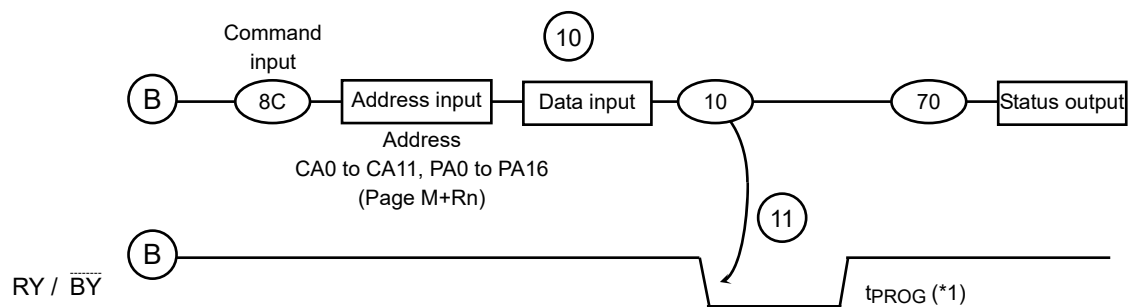 10
Command
input
B 8C Address input Data input 10 70 Status output
Address
CA0 to CA11, PA0 to PA16
(Page M+Rn)
11
B
RY / BY
tPROG (*1)